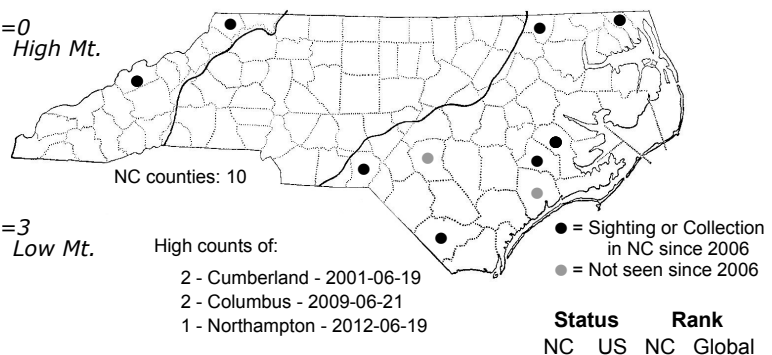 =0
High Mt.
NC counties: 10
=3
Low Mt.
High counts of:
2 - Cumberland - 2001-06-19
2 - Columbus - 2009-06-21
1 - Northampton - 2012-06-19
= Sighting or Collection
in NC since 2006
= Not seen since 2006
Status Rank
NC US NC Global